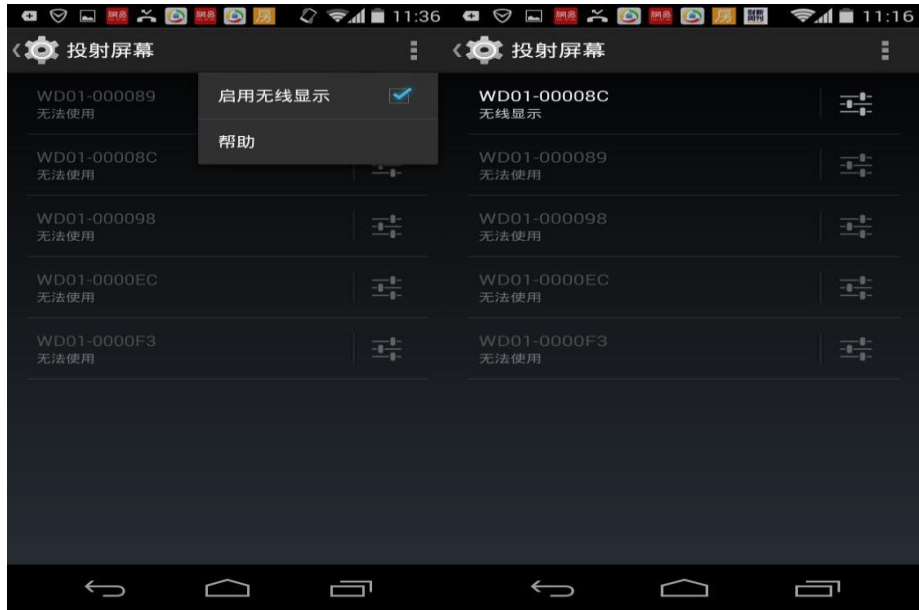 11:36
投射屏幕
启用无线显示
帮助
WD01-000089
无法使用
WD01-00008C
无法使用
WD01-000098
无法使用
WD01-0000EC
无法使用
WD01-0000F3
无法使用
房
11:16
投射屏幕
WD01-00008C
无线显示
WD01-000089
无法使用
WD01-000098
无法使用
WD01-0000EC
无法使用
WD01-0000F3
无法使用